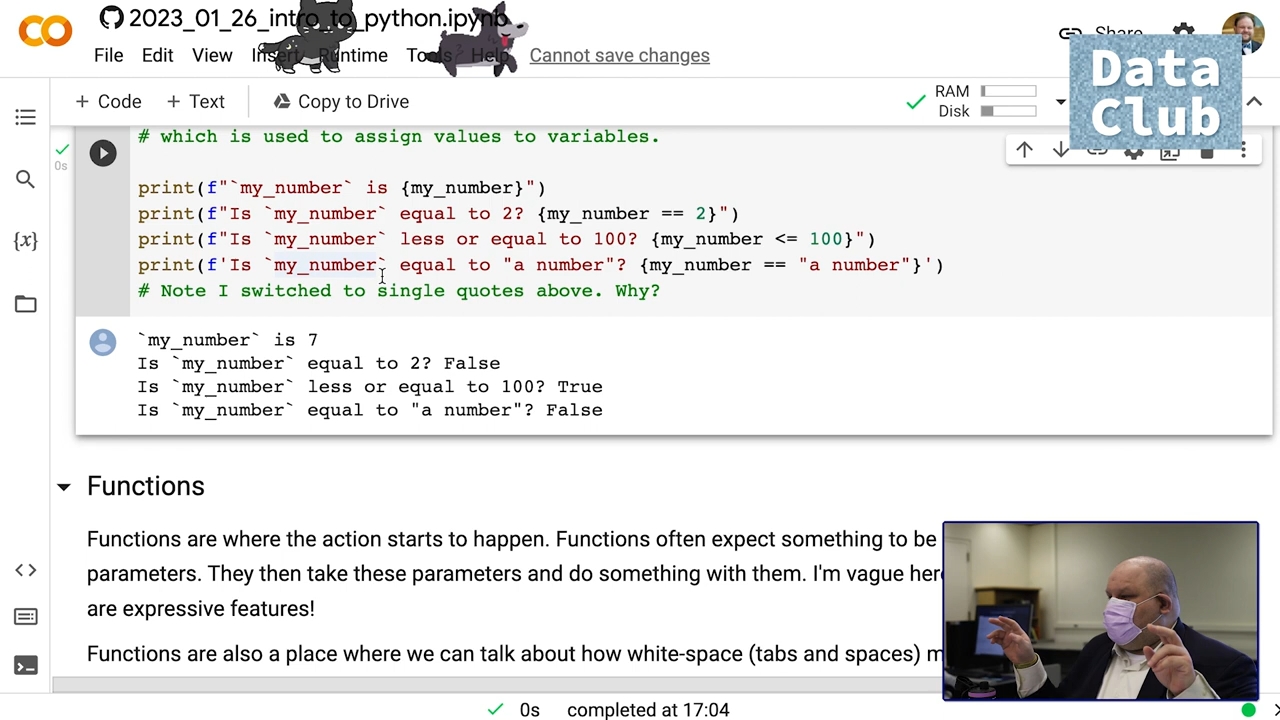 2023_01_26_intro_to_python.ipynb
File Edit View Insert Runtime Tools Help Cannot save changes
Share
Data
Club
+ Code + Text Copy to Drive
RAM
Disk
# which is used to assign values to variables.
0s
print(f"`my_number` is {my_number}")
print(f"Is `my_number` equal to 2? {my_number == 2}")
print(f"Is `my_number` less or equal to 100? {my_number <= 100}")
print(f'Is `my_number` equal to "a number"? {my_number == "a number"}')
# Note I switched to single quotes above. Why?
`my_number` is 7
Is `my_number` equal to 2? False
Is `my_number` less or equal to 100? True
Is `my_number` equal to "a number"? False
Functions
Functions are where the action starts to happen. Functions often expect something to be
parameters. They then take these parameters and do something with them. I'm vague
are expressive features!
Functions are also a place where we can talk about how white-space (tabs and spaces)
0s completed at 17:04